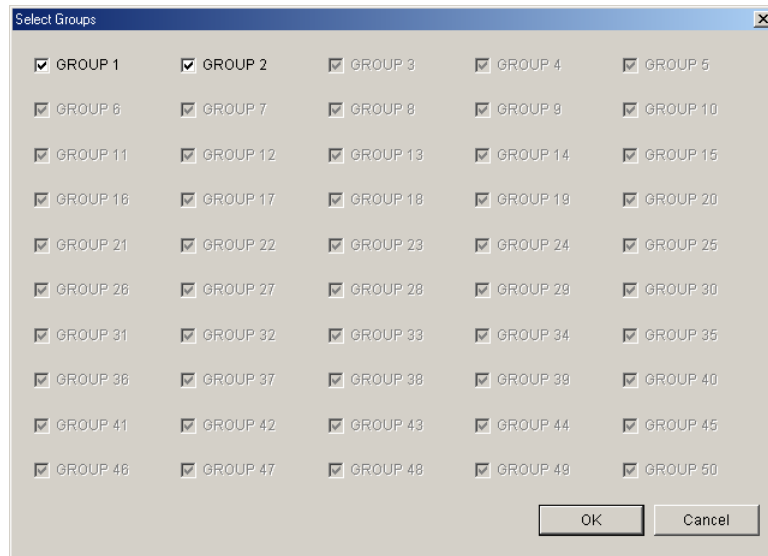 Select Groups
GROUP 1 GROUP 2 GROUP 3 GROUP 4 GROUP 5
GROUP 6 GROUP 7 GROUP 8 GROUP 9 GROUP 10
GROUP 11 GROUP 12 GROUP 13 GROUP 14 GROUP 15
GROUP 16 GROUP 17 GROUP 18 GROUP 19 GROUP 20
GROUP 21 GROUP 22 GROUP 23 GROUP 24 GROUP 25
GROUP 26 GROUP 27 GROUP 28 GROUP 29 GROUP 30
GROUP 31 GROUP 32 GROUP 33 GROUP 34 GROUP 35
GROUP 36 GROUP 37 GROUP 38 GROUP 39 GROUP 40
GROUP 41 GROUP 42 GROUP 43 GROUP 44 GROUP 45
GROUP 46 GROUP 47 GROUP 48 GROUP 49 GROUP 50
OK Cancel